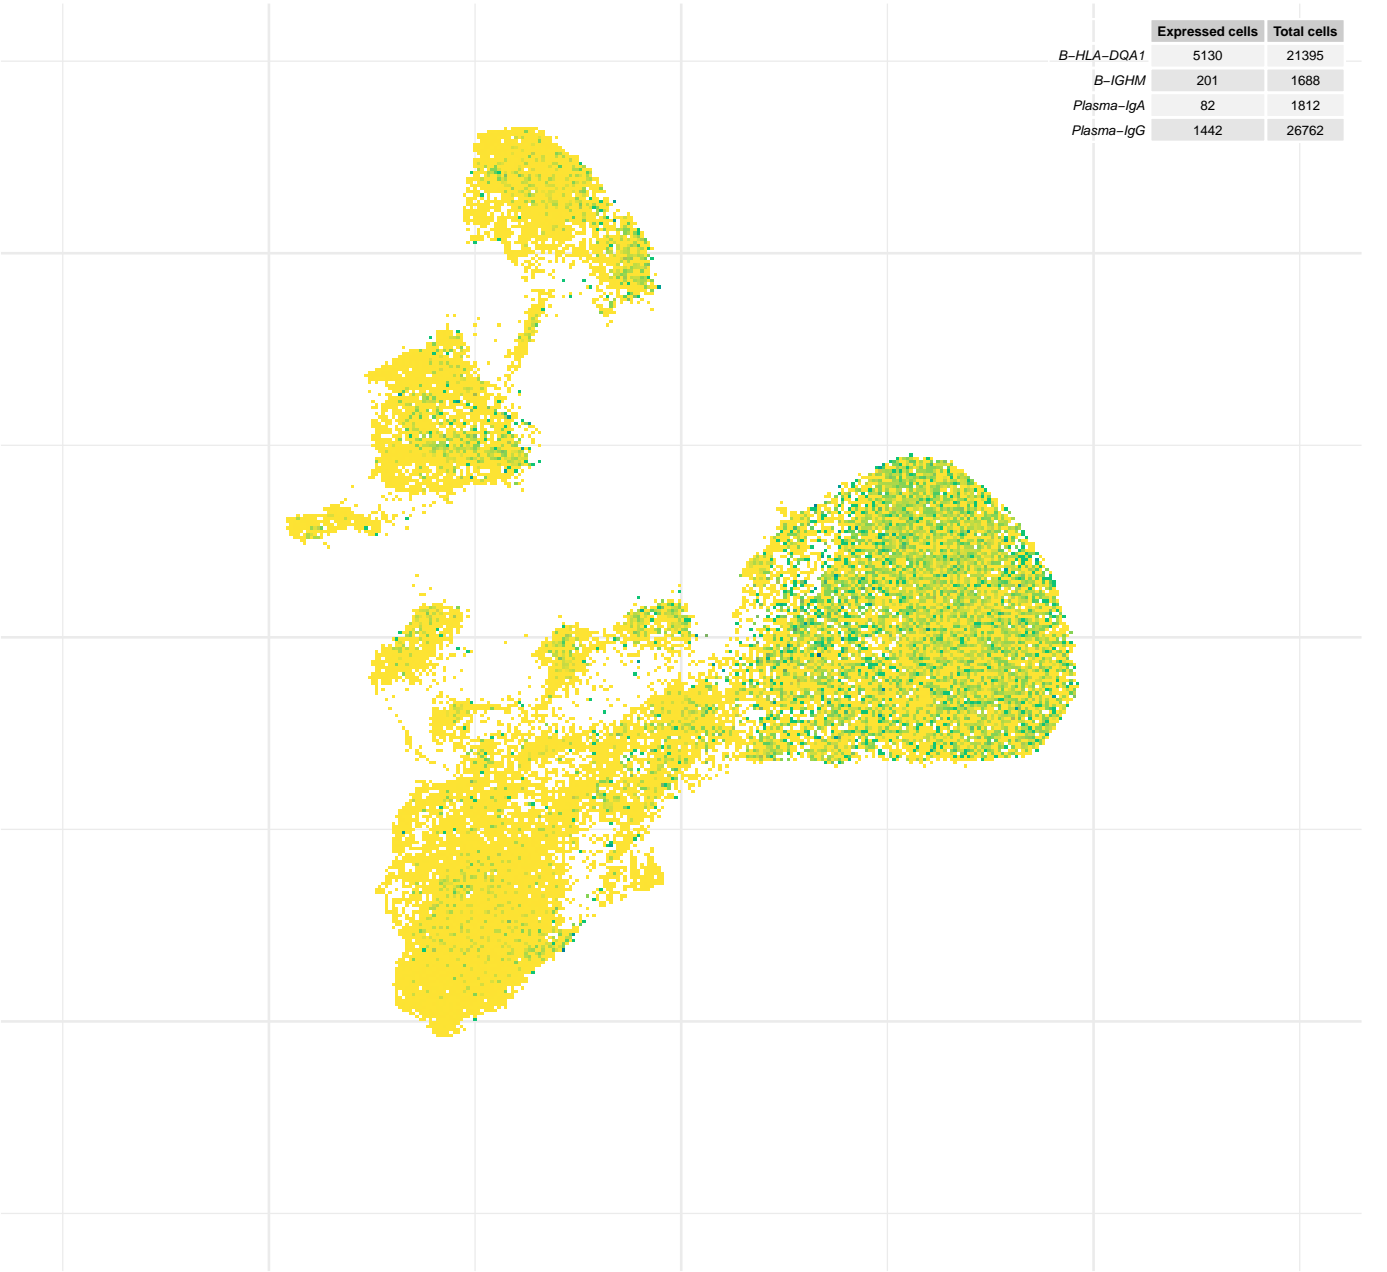 Expressed cells Total cells
B−HLA−DQA1 5130 21395
B−IGHM 201 1688
Plasma−IgA 82 1812
Plasma−IgG 1442 26762